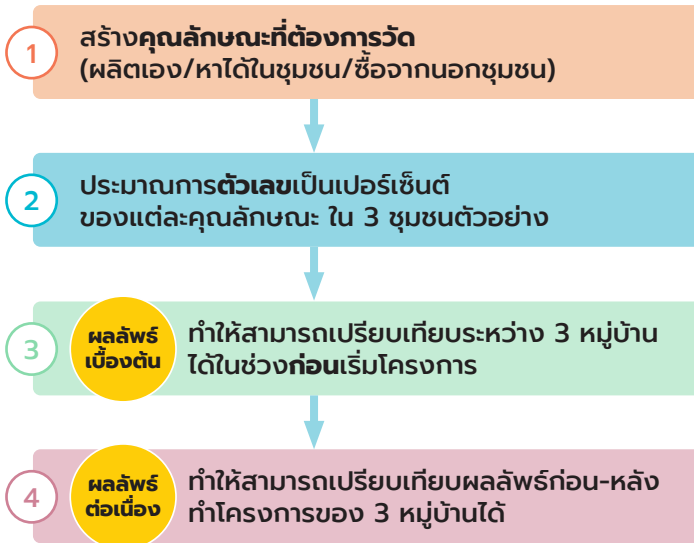 1
สร้างคุณลักษณะที่ต้องการวัด
(ผลิตเอง/หาได้ในชุมชน/ซื้อจากนอกชุมชน)
2
ประมาณการตัวเลขเป็นเปอร์เซ็นต์
ของแต่ละคุณลักษณะ ใน 3 ชุมชนตัวอย่าง
3
ผลลัพธ์
เบื้องต้น
ทำให้สามารถเปรียบเทียบระหว่าง 3 หมู่บ้าน
ได้ในช่วงก่อนเริ่มโครงการ
4
ผลลัพธ์
ต่อเนื่อง
ทำให้สามารถเปรียบเทียบผลลัพธ์ก่อน-หลัง
ทำโครงการของ 3 หมู่บ้านได้